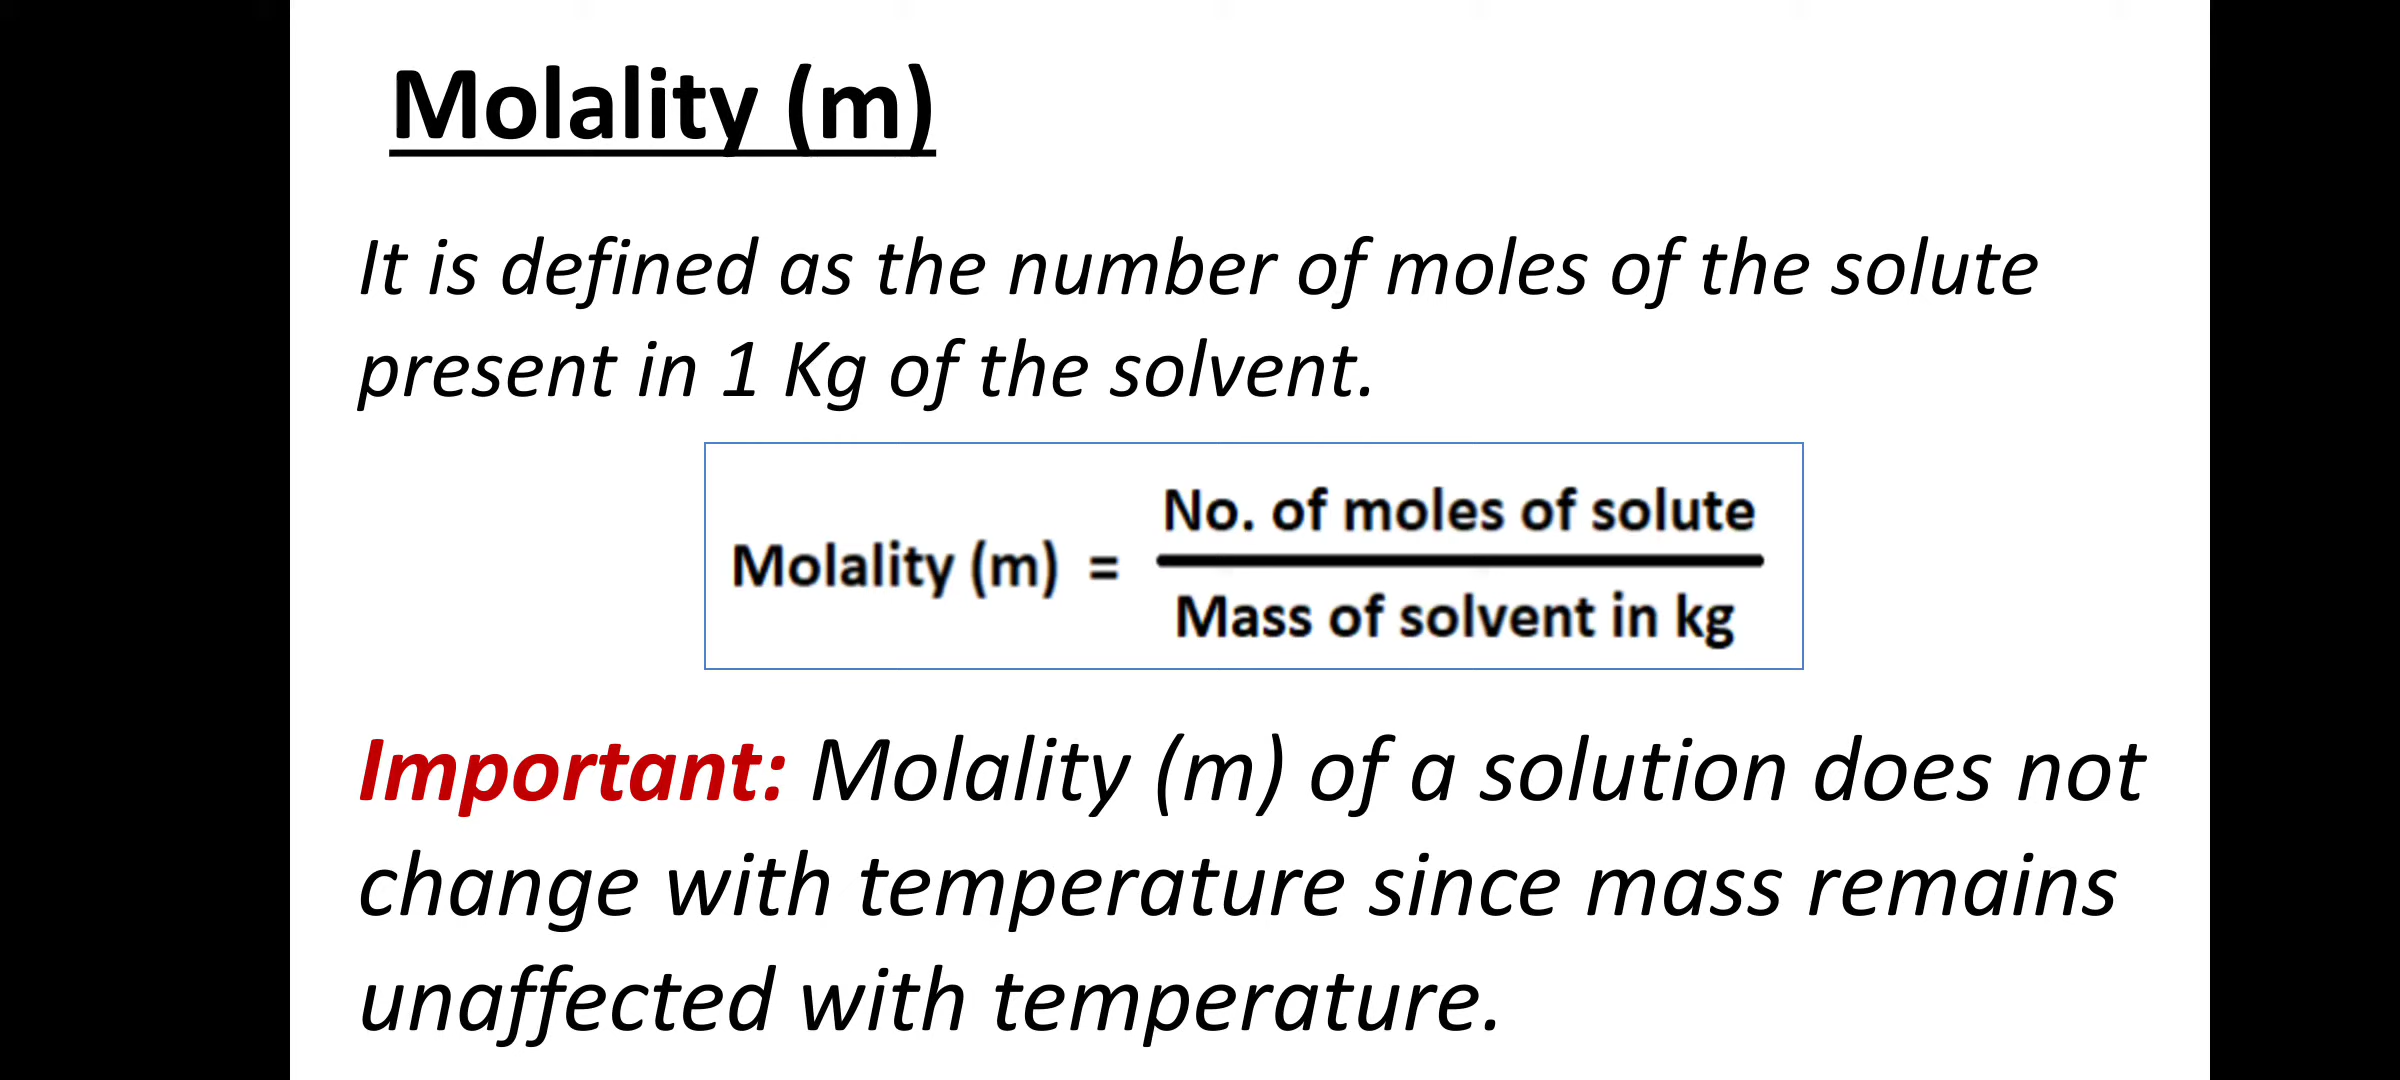 Molality (m)
It is defined as the number of moles of the solute
present in 1 Kg of the solvent.
No. of moles of solute
Molality (m) =
Mass of solvent in kg
Important: Molality (m) of a solution does not
change with temperature since mass remains
unaffected with temperature.